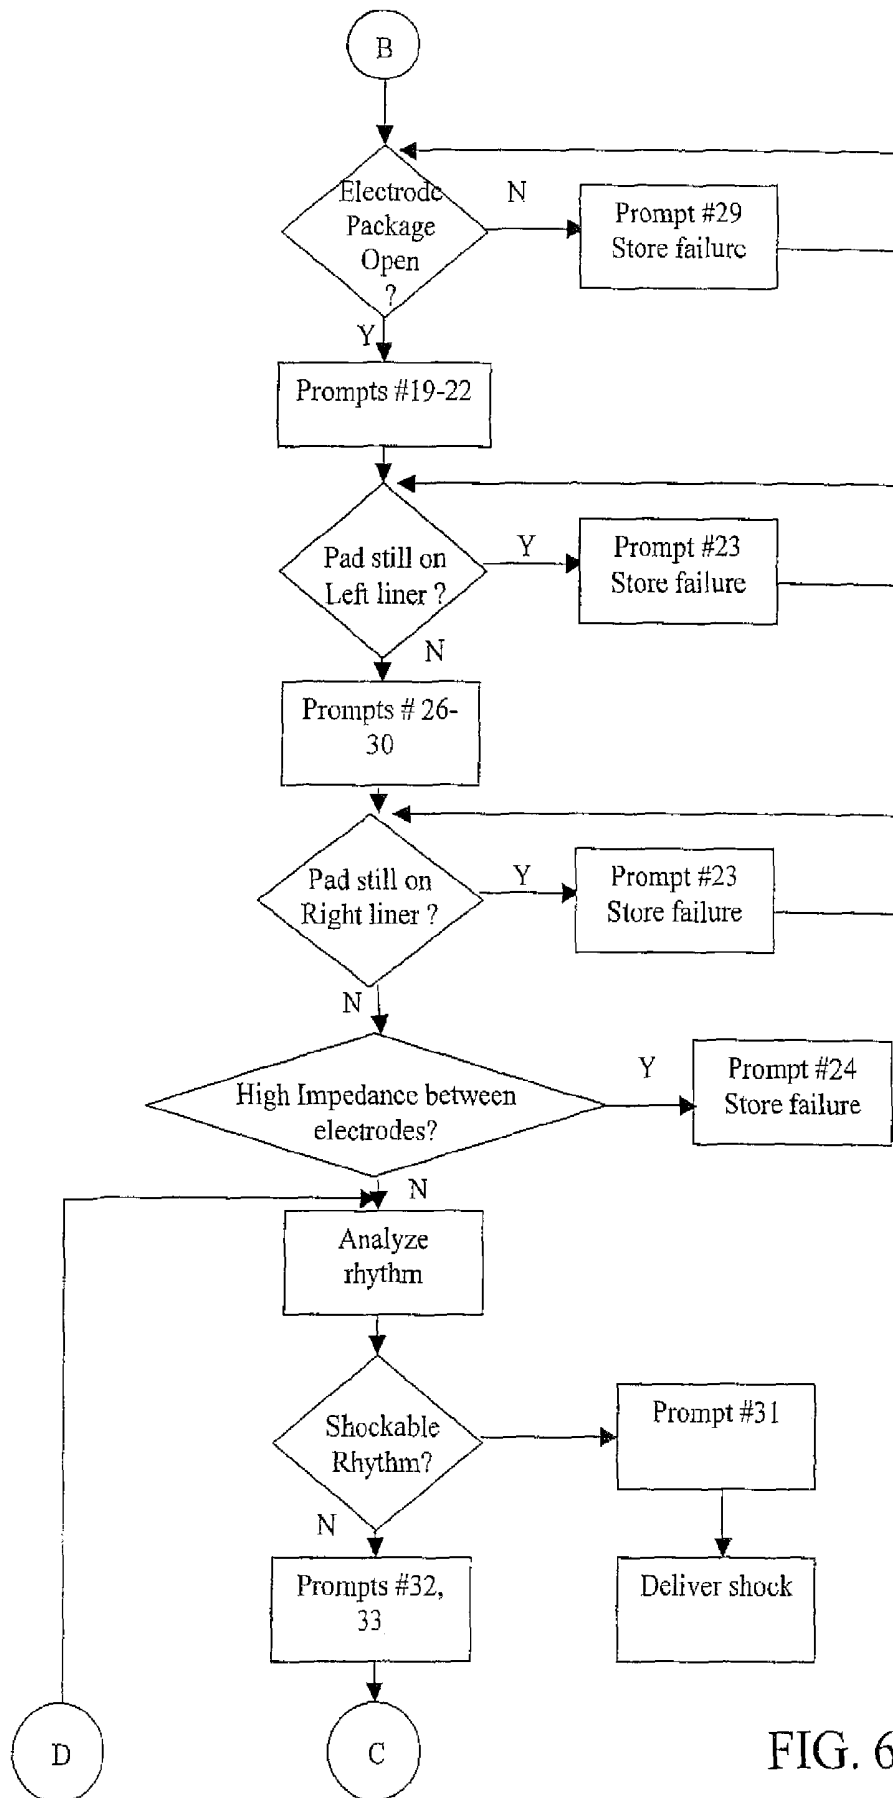 B
Electrode
Package
Open
?
N
Prompt #29
Store failure
Y
Prompts #19-22
Pad still on
Left liner ?
Y
Prompt #23
Store failure
N
Prompts # 26-
30
Pad still on
Right liner ?
Y
Prompt #23
Store failure
N
High Impedance between
electrodes?
Y
Prompt #24
Store failure
N
Analyze
rhythm
Shockable
Rhythm?
Prompt #31
N
Prompts #32,
33
Deliver shock
D
C
FIG. 6